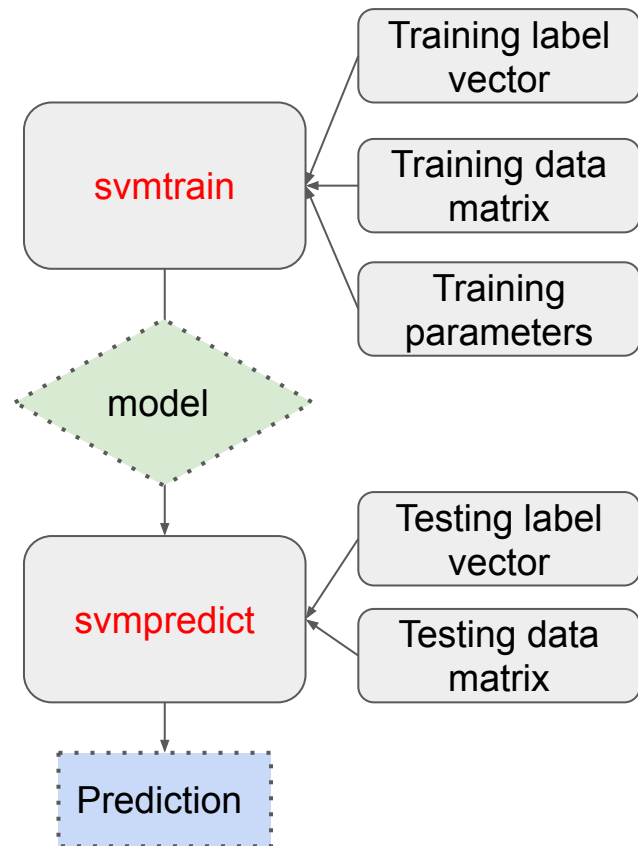 Training label
vector
svmtrain
Training data
matrix
Training
parameters
model
Testing label
vector
svmpredict
Testing data
matrix
Prediction